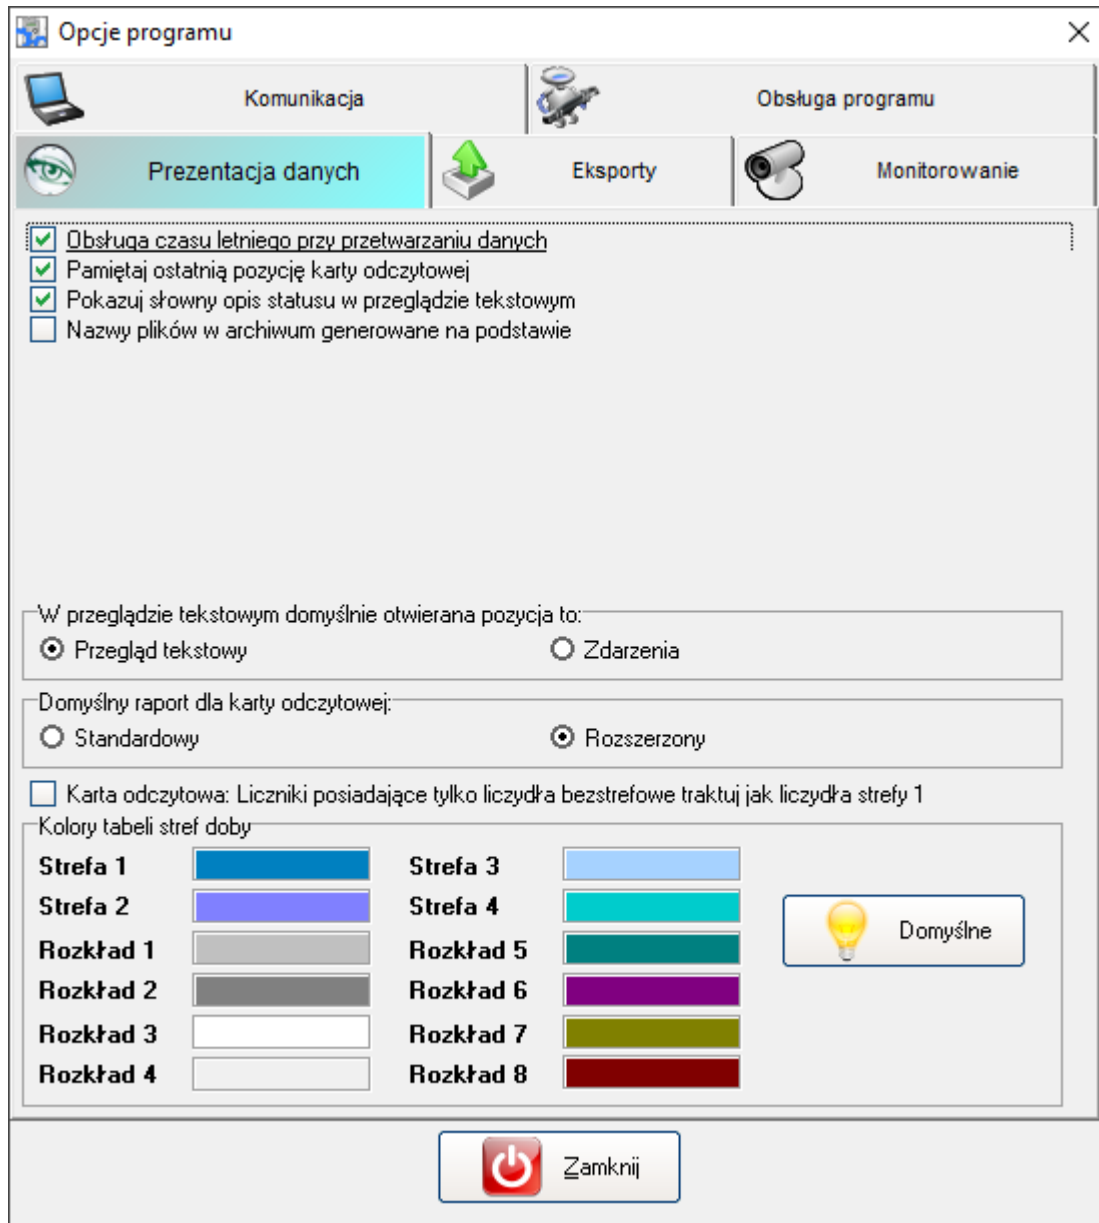 Opcje programu
Komunikacja
Obsługa programu
Prezentacja danych
Eksporty
Monitorowanie
Obsługa czasu letniego przy przetwarzaniu danych
Pamiętaj ostatnią pozycję karty odczytowej
Pokazuj słowny opis statusu w przeglądzie tekstowym
Nazwy plików w archiwum generowane na podstawie
W przeglądzie tekstowym domyślnie otwierana pozycja to:
Przegląd tekstowy
Zdarzenia
Domyślny raport dla karty odczytowej:
Standardowy
Rozszerzony
Karta odczytowa: Liczniki posiadające tylko liczydła bezstrefowe traktuj jak liczydła strefy 1
Kolory tabeli stref doby
Strefa 1
Strefa 3
Strefa 2
Strefa 4
Rozkład 1
Rozkład 5
Rozkład 2
Rozkład 6
Rozkład 3
Rozkład 7
Rozkład 4
Rozkład 8
Domyślne
Zamknij